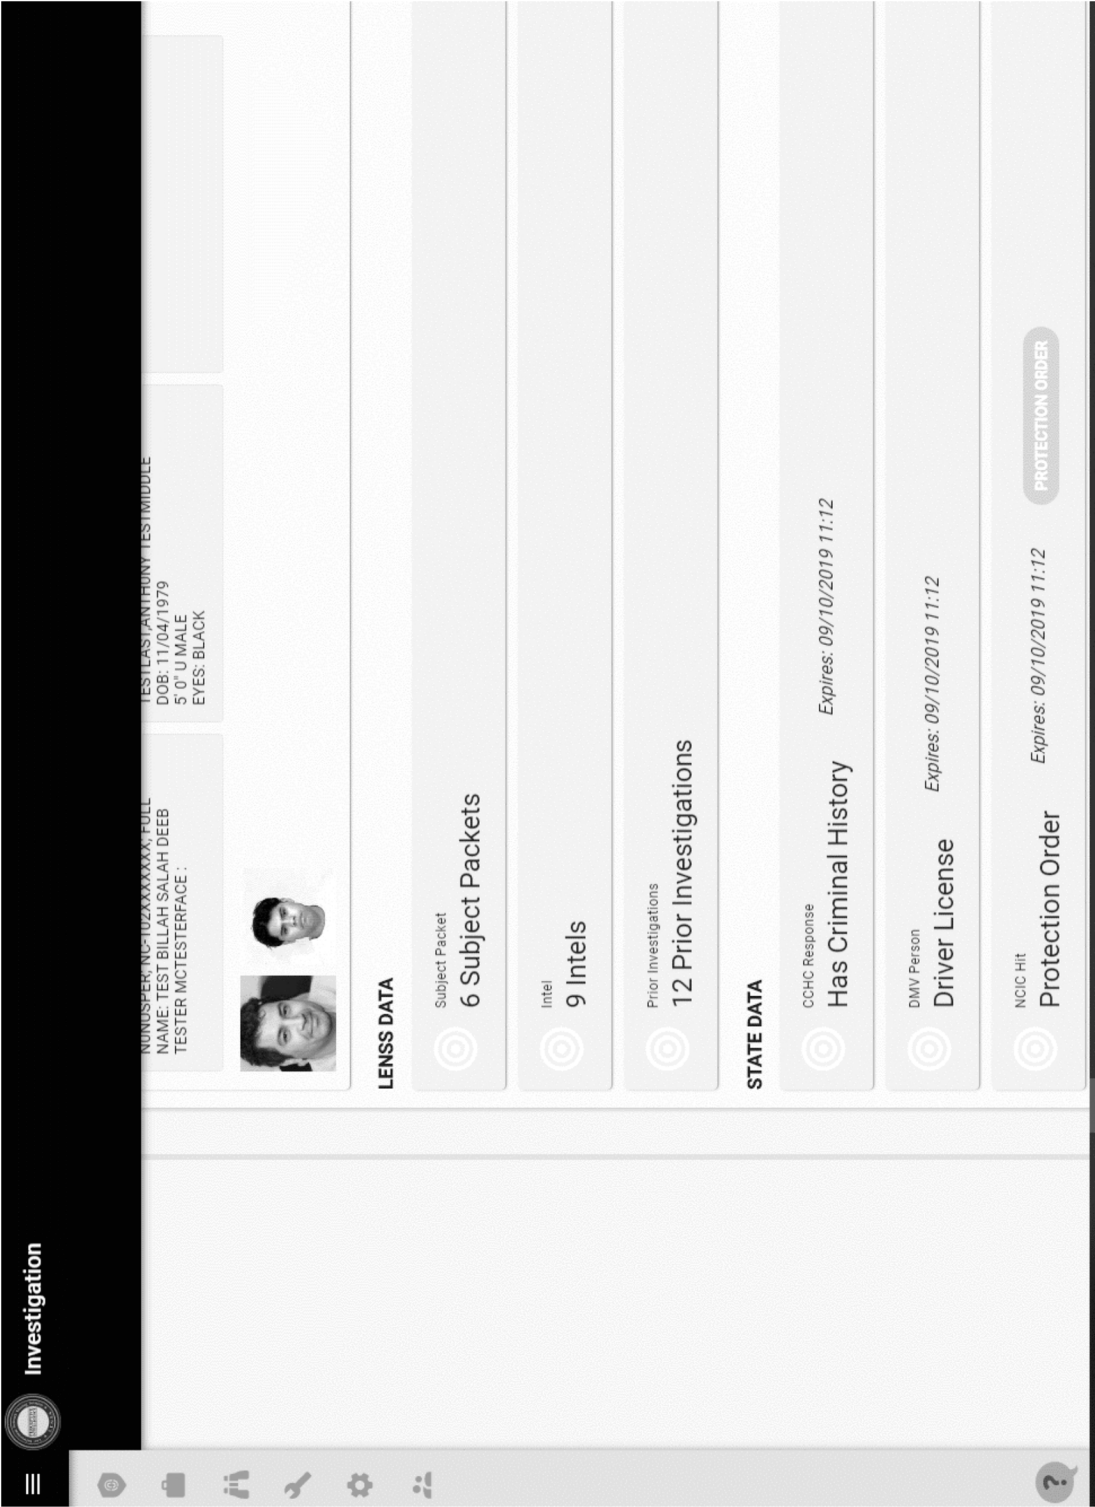 Investigation
NUNUSPER; NC-102XXXXXXX; FULL
NAME: TEST BILLAH SALAH DEEB
TESTER MCTESTERFACE :
TESTLAST,ANTHONY TESTMIDDLE
DOB: 11/04/1979
5' 0" U MALE
EYES: BLACK
LENSS DATA
Subject Packet
6 Subject Packets
Intel
9 Intels
Prior Investigations
12 Prior Investigations
STATE DATA
CCHC Response
Has Criminal History Expires: 09/10/2019 11:12
DMV Person
Driver License Expires: 09/10/2019 11:12
NCIC Hit
Protection Order Expires: 09/10/2019 11:12 PROTECTION ORDER
?